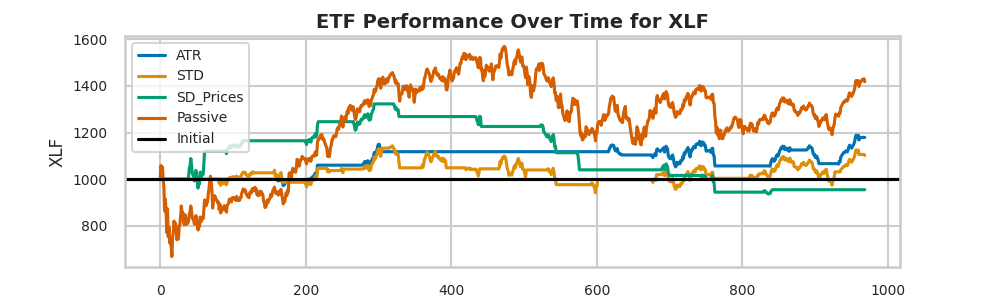 ETF Performance Over Time for XLF
1600
1400
1200
1000
800
XLF
ATR
STD
SD_Prices
Passive
Initial
0
200
400
600
800
1000